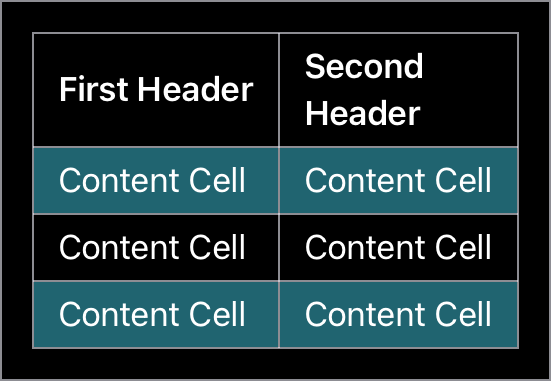 First Header
Second
Header
Content Cell Content Cell
Content Cell Content Cell
Content Cell Content Cell